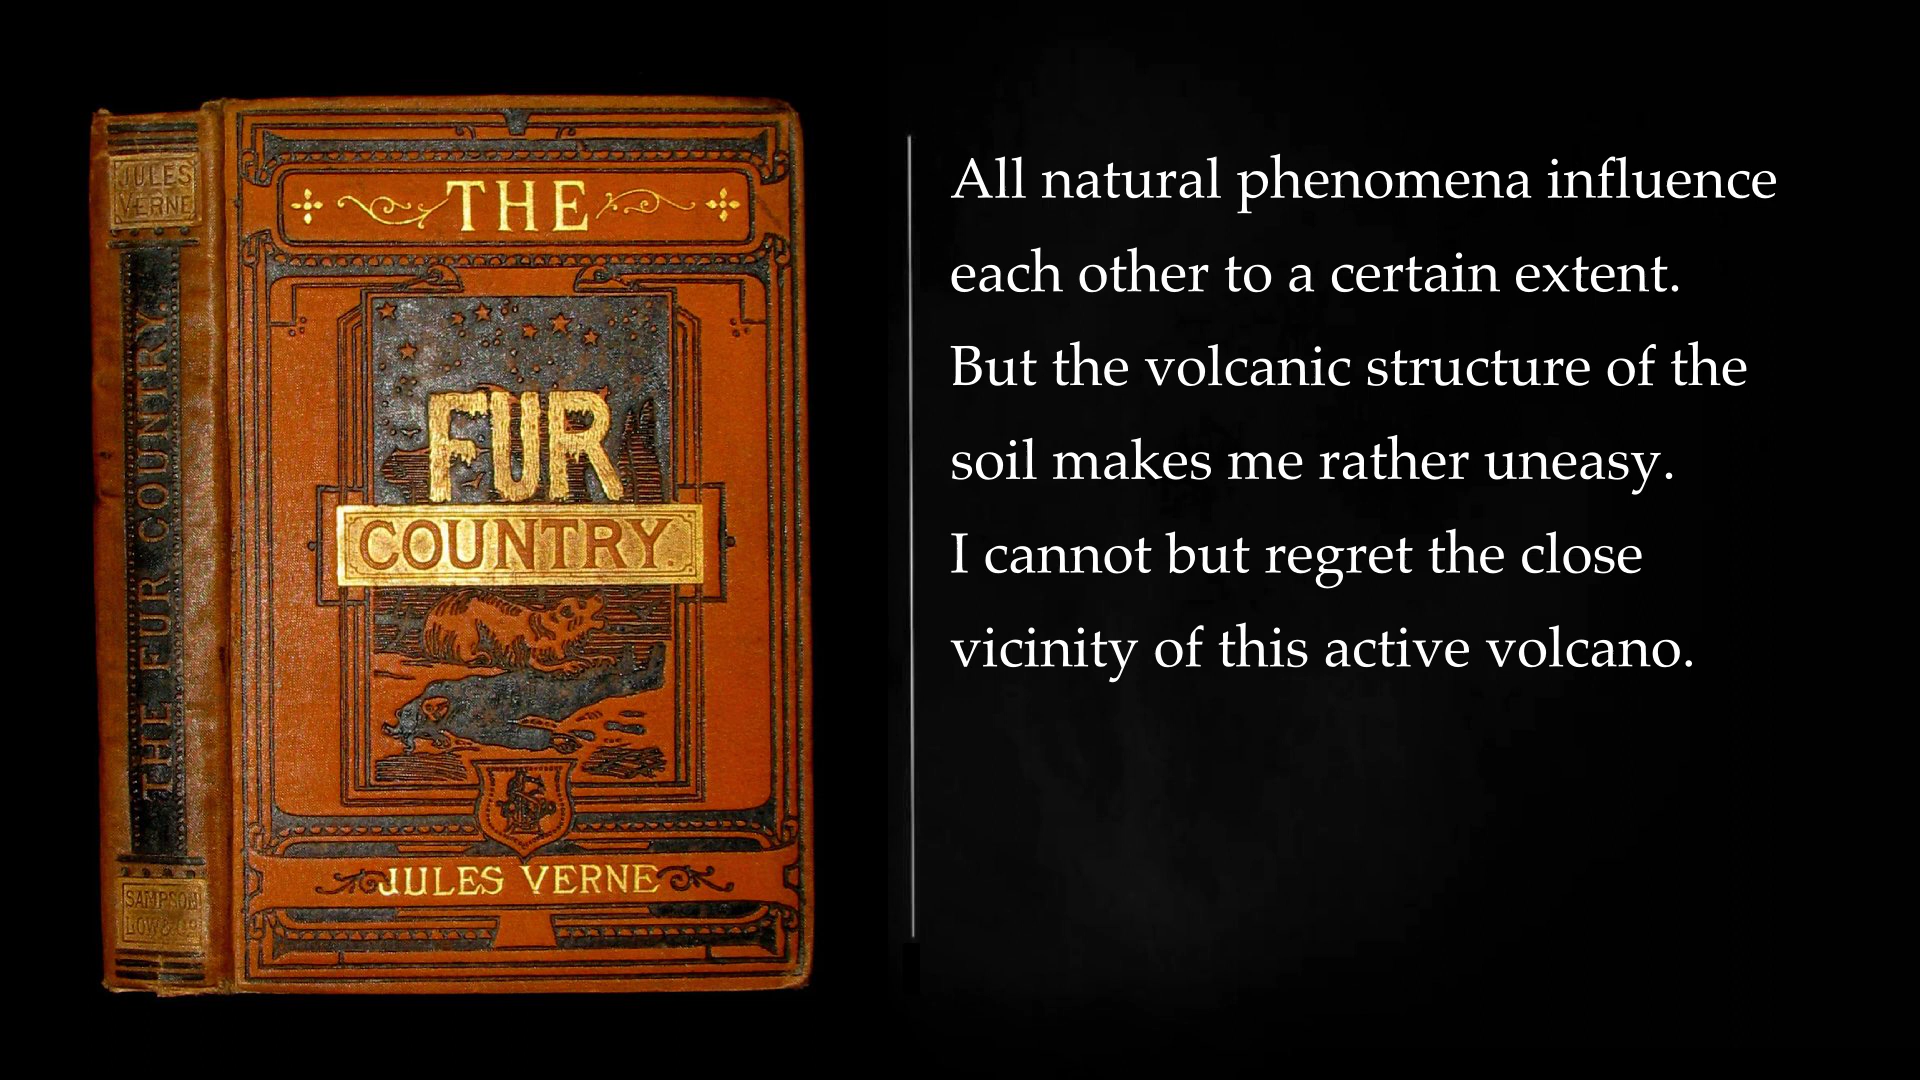 JULES
VERNE
THE FUR COUNTRY.
SAMPSON
LOW & Co
THE
FUR
COUNTRY.
JULES VERNE
All natural phenomena influence
each other to a certain extent.
But the volcanic structure of the
soil makes me rather uneasy.
I cannot but regret the close
vicinity of this active volcano.